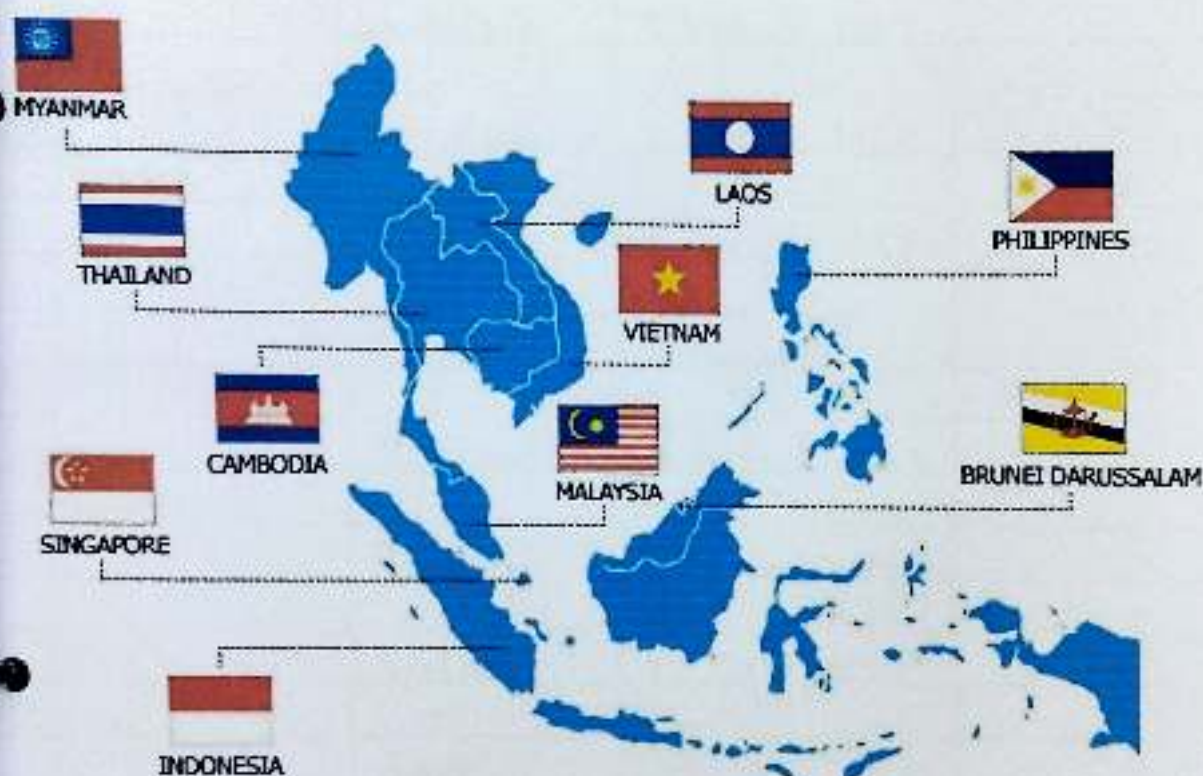 MYANMAR
LAOS
THAILAND
PHILIPPINES
VIETNAM
CAMBODIA
MALAYSIA
BRUNEI DARUSSALAM
SINGAPORE
INDONESIA